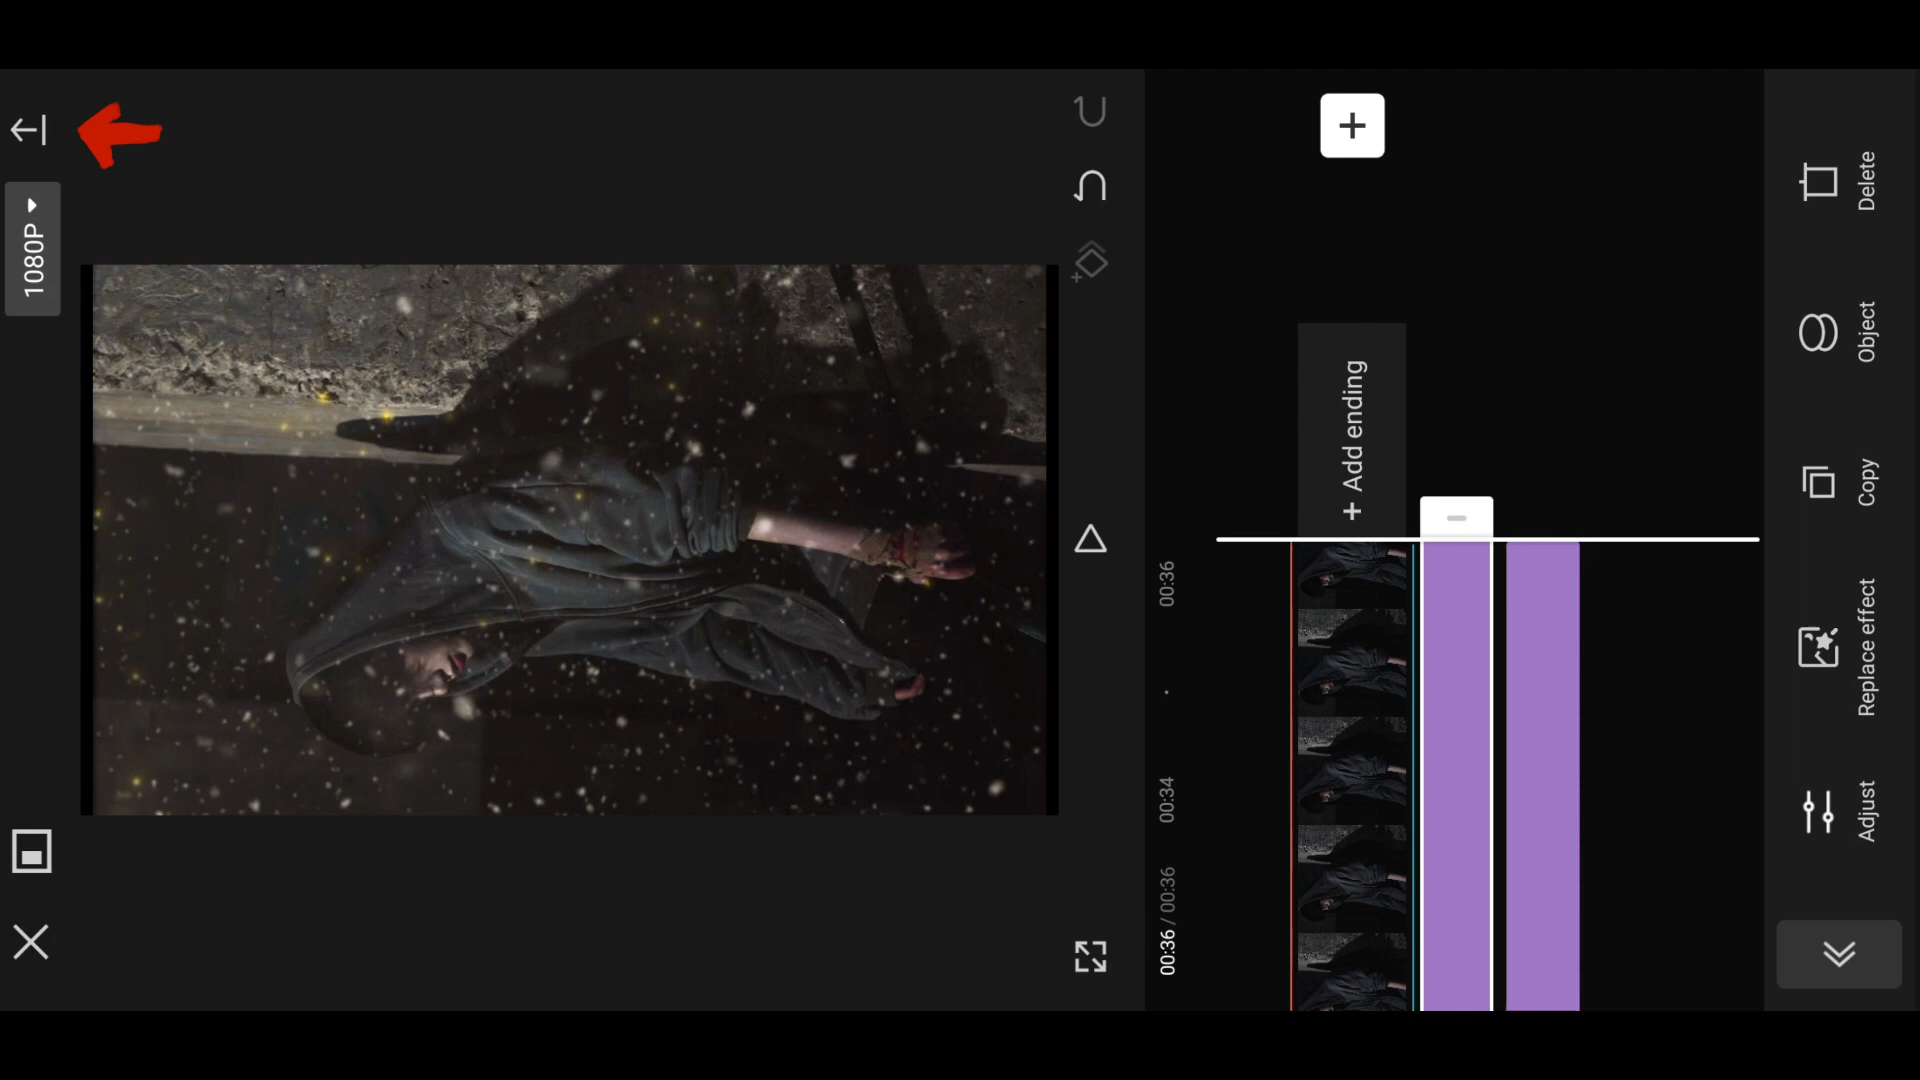 1080P
00:36 / 00:36
00:34
00:36
+ Add ending
Adjust
Replace effect
Copy
Object
Delete